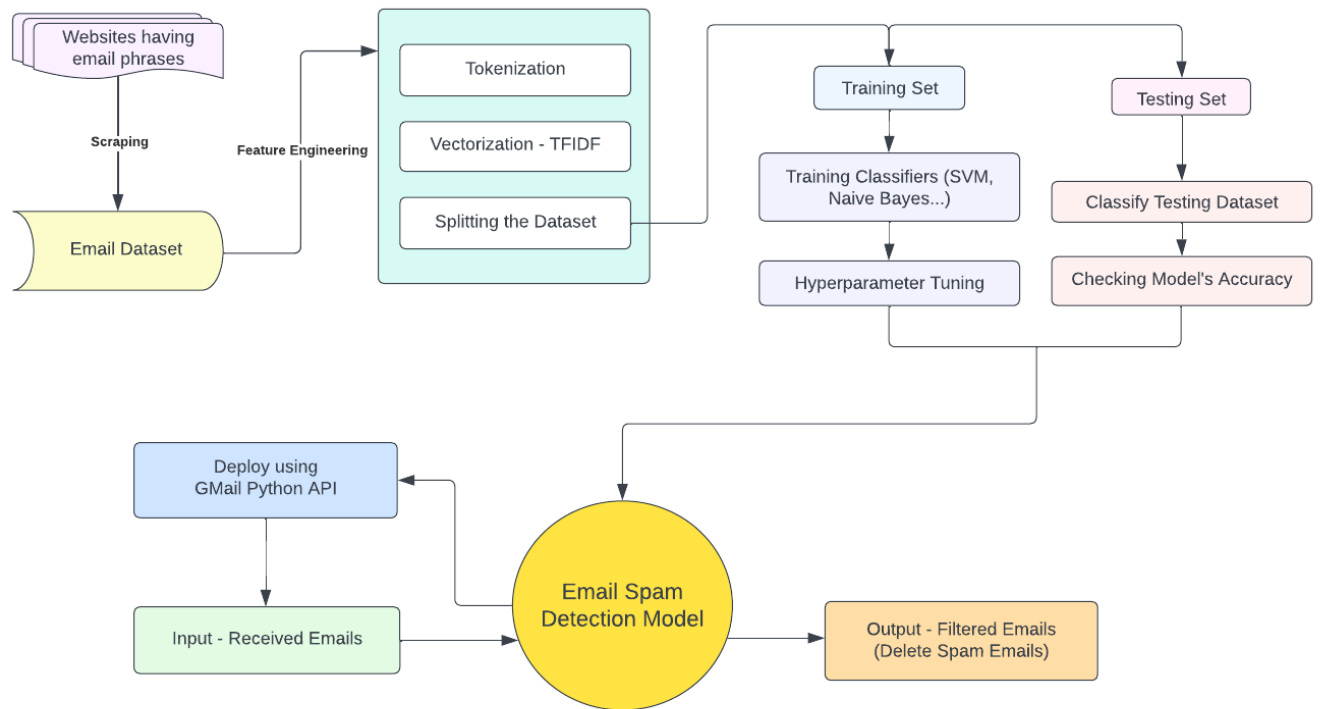 Websites having
email phrases
Scraping
Email Dataset
Feature Engineering
Tokenization
Vectorization - TFIDF
Splitting the Dataset
Training Set
Training Classifiers (SVM,
Naive Bayes...)
Hyperparameter Tuning
Testing Set
Classify Testing Dataset
Checking Model's Accuracy
Deploy using
GMail Python API
Input - Received Emails
Email Spam
Detection Model
Output - Filtered Emails
(Delete Spam Emails)